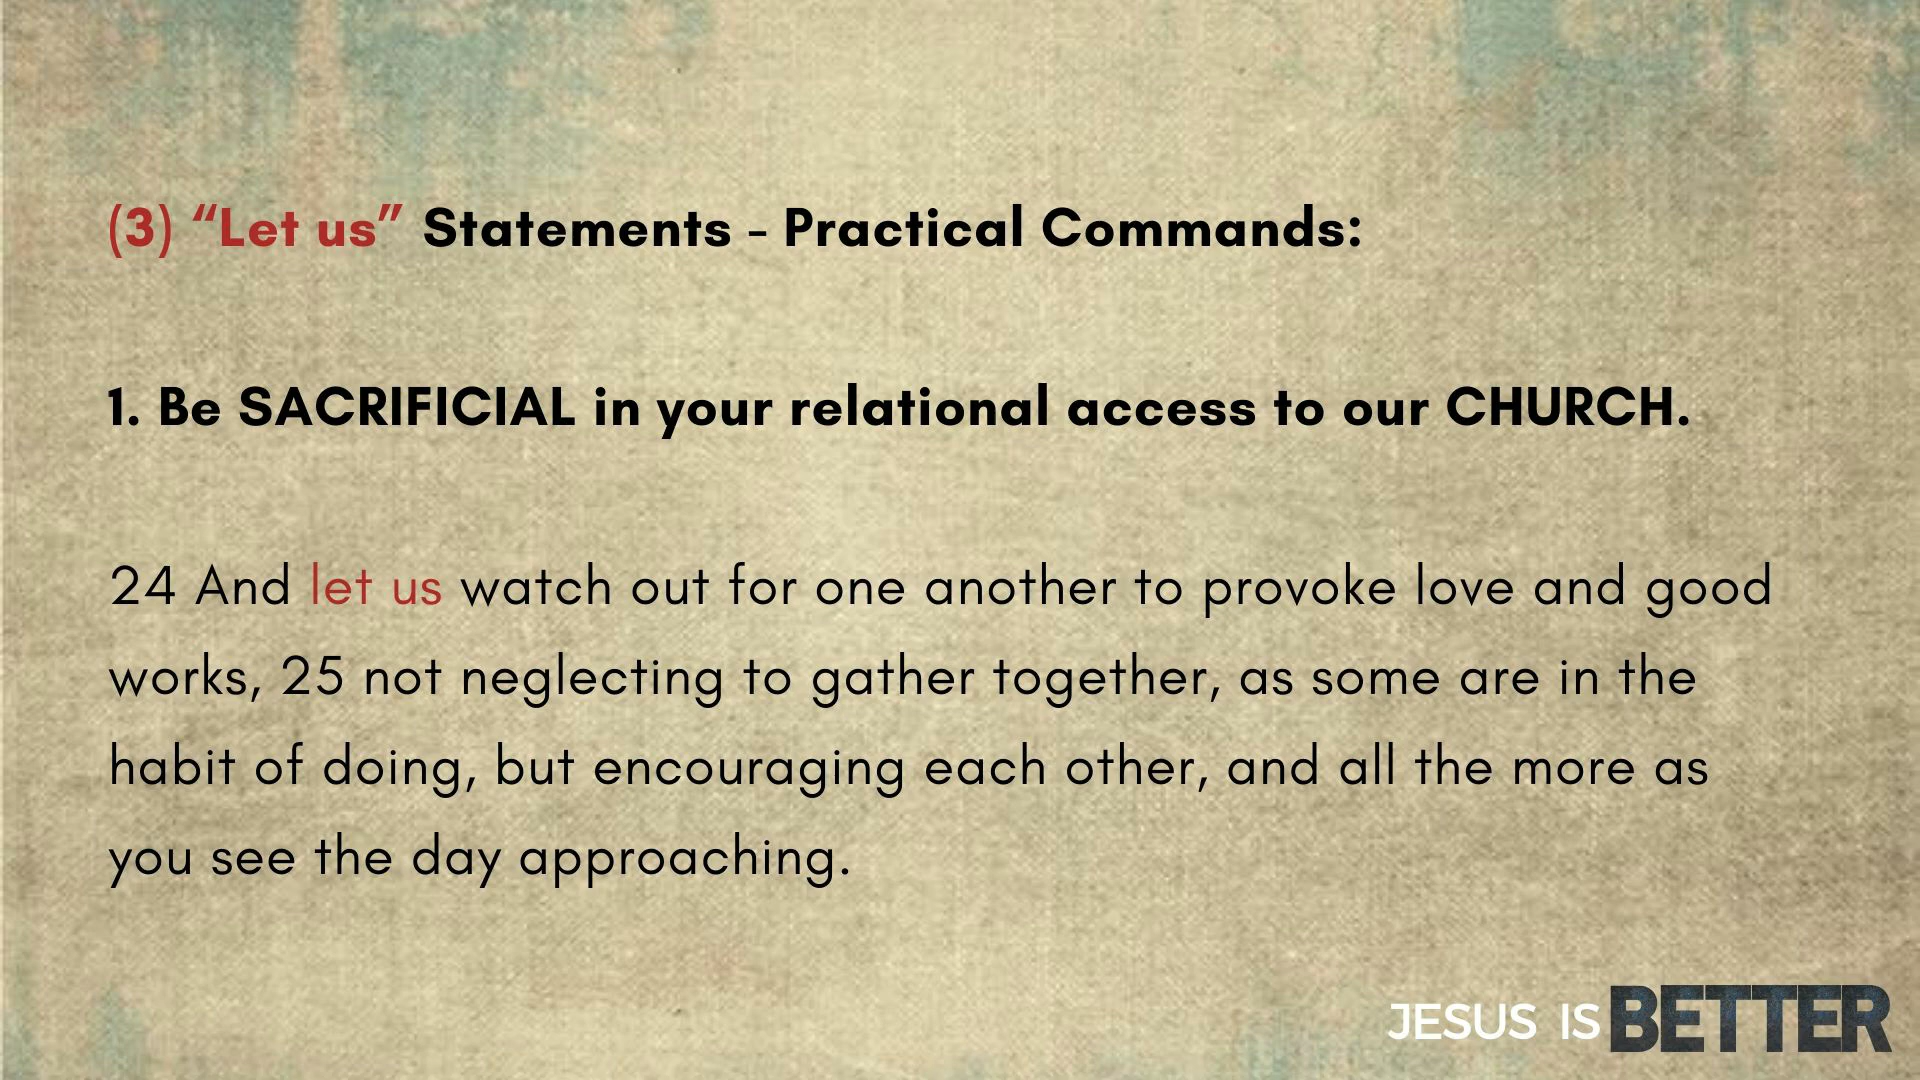 (3) “Let us” Statements - Practical Commands:
1. Be SACRIFICIAL in your relational access to our CHURCH.
24 And let us watch out for one another to provoke love and good
works, 25 not neglecting to gather together, as some are in the
habit of doing, but encouraging each other, and all the more as
you see the day approaching.
JESUS IS BETTER